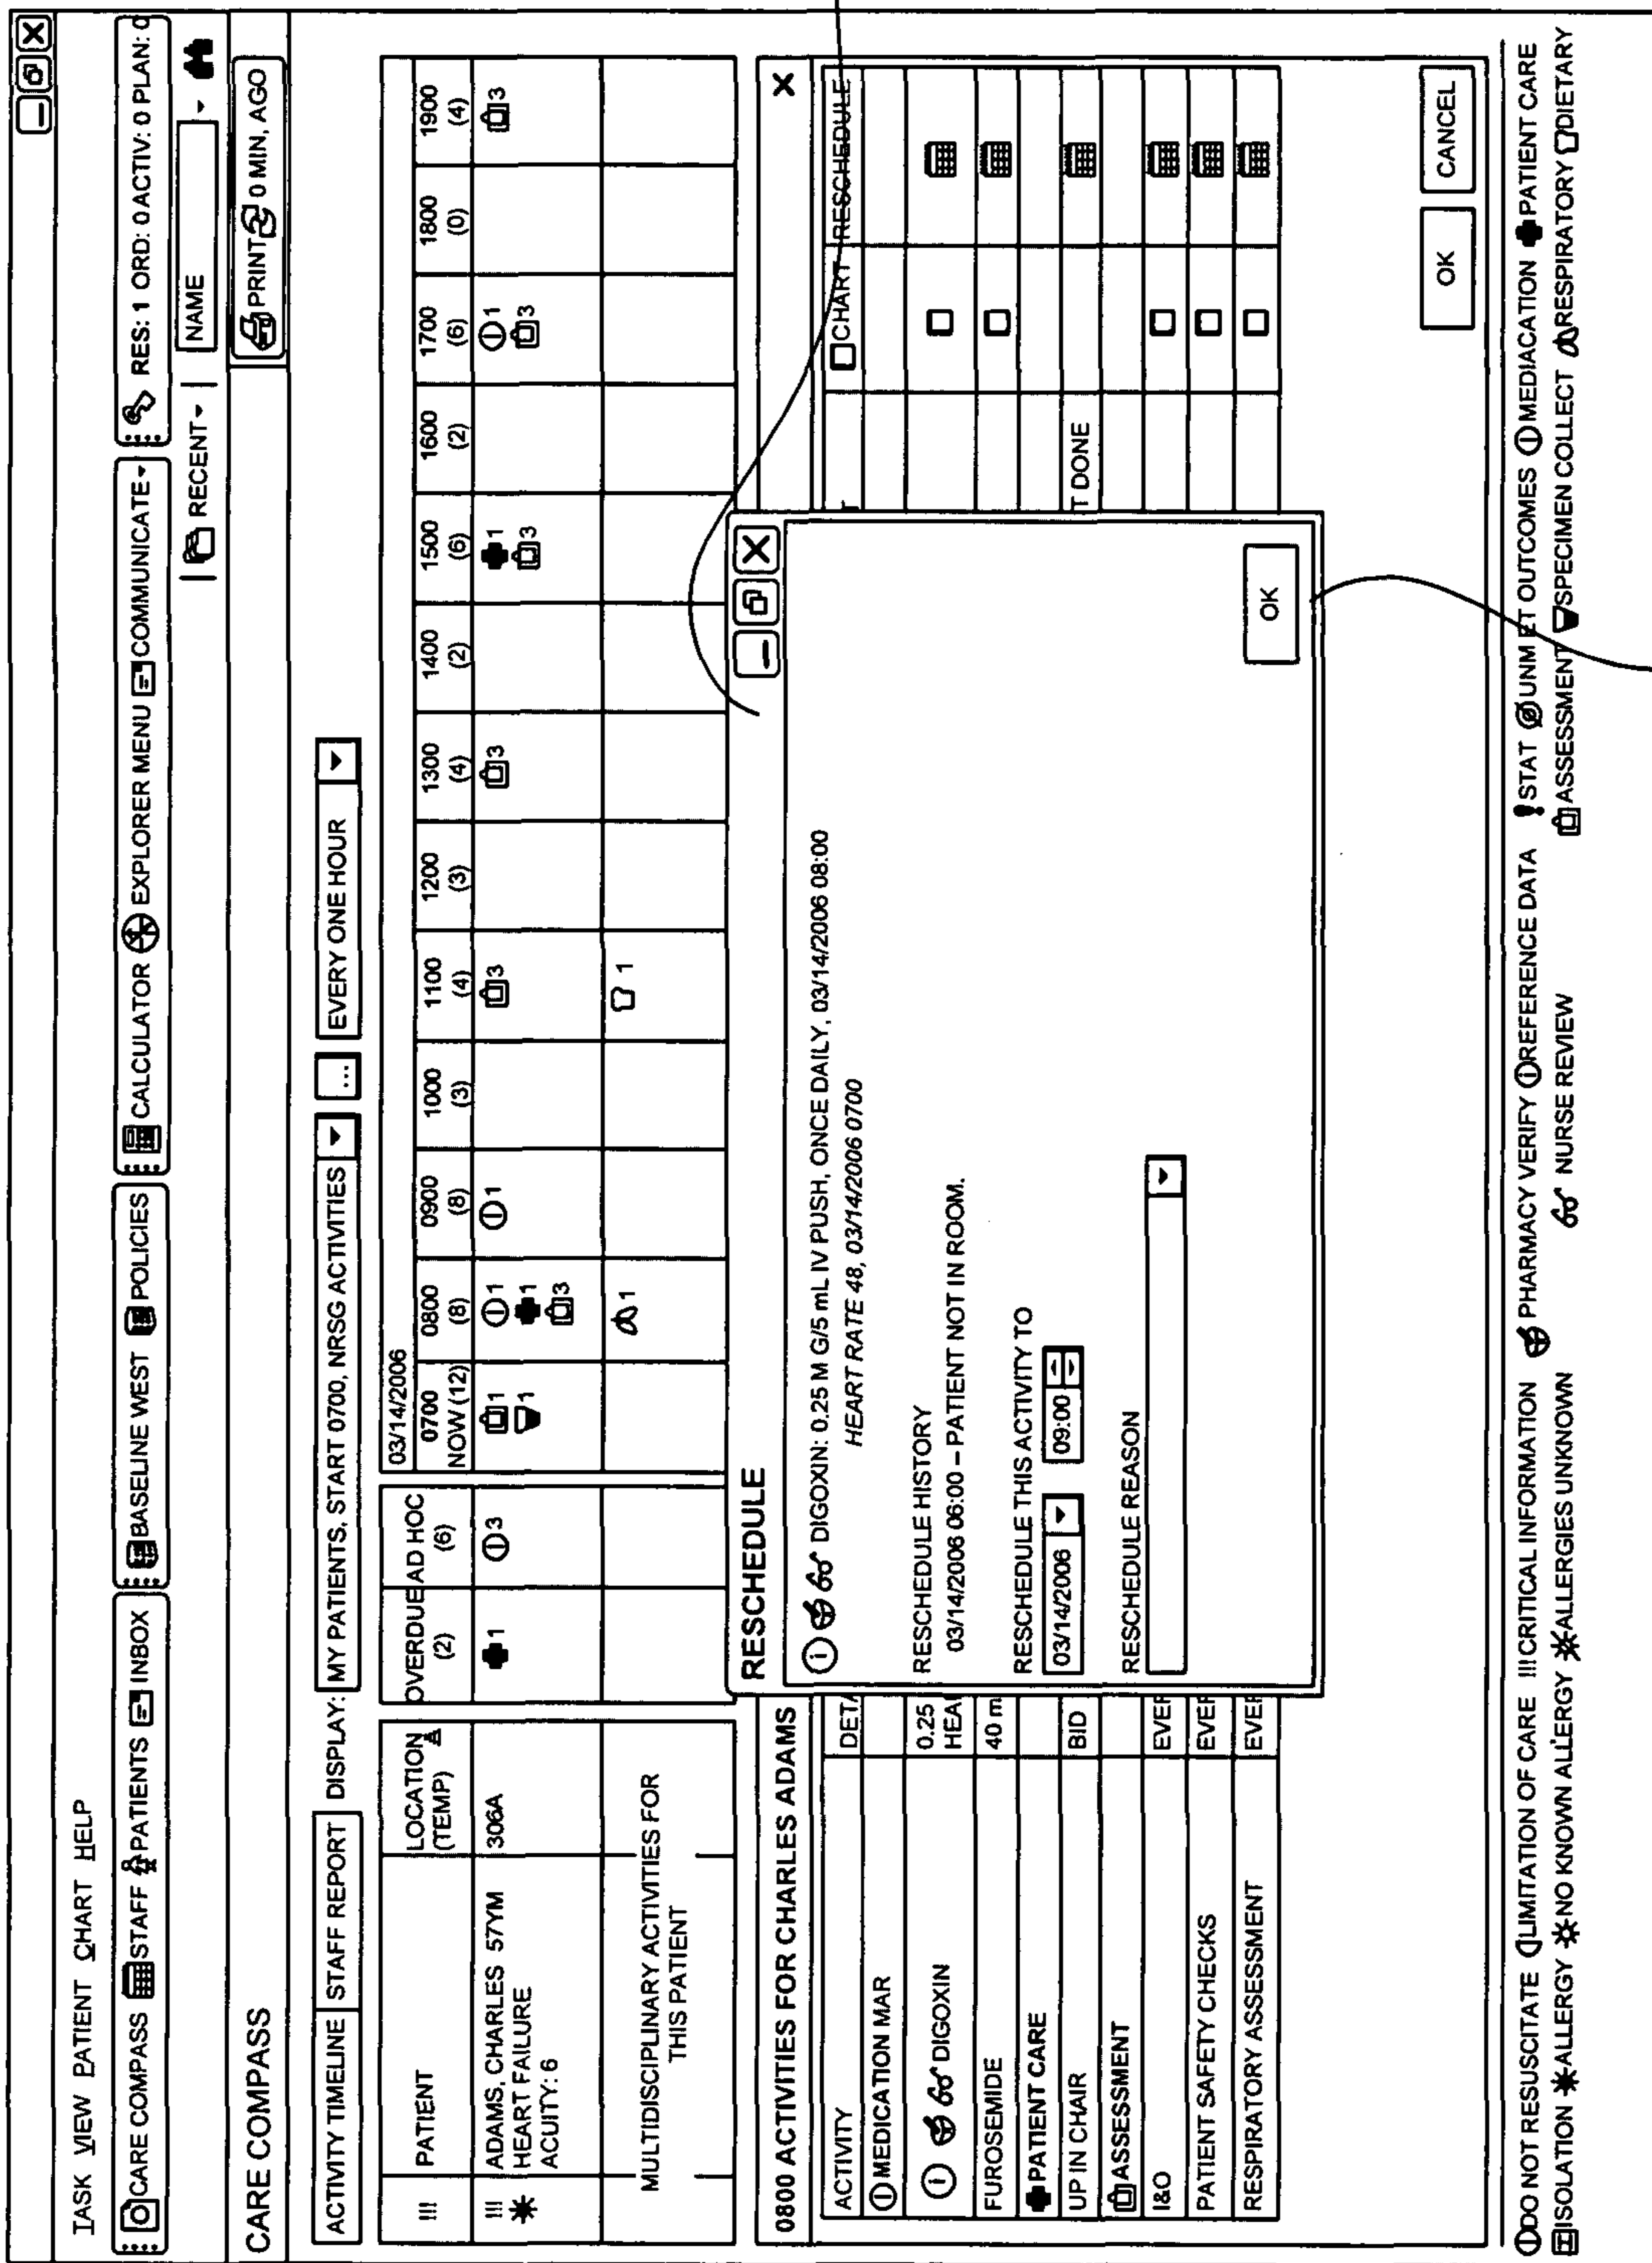 TASK VIEW PATIENT CHART HELP
CARE COMPASS STAFF PATIENTS INBOX BASELINE WEST POLICIES CALCULATOR EXPLORER MENU COMMUNICATE RES: 1 ORD: 0 ACTIV: 0 PLAN: 0
RECENT NAME
CARE COMPASS PRINT 0 MIN, AGO
ACTIVITY TIMELINE STAFF REPORT DISPLAY: MY PATIENTS, START 0700, NRSG ACTIVITIES ... EVERY ONE HOUR
03/14/2006
!!! PATIENT LOCATION (TEMP) OVERDUE (2) AD HOC (6) 0700 NOW (12) 0800 (8) 0900 (8) 1000 (3) 1100 (4) 1200 (3) 1300 (4) 1400 (2) 1500 (6) 1600 (2) 1700 (6) 1800 (0) 1900 (4)
!!! ADAMS, CHARLES 57YM 306A 1 3 1 1 1 3 3 1 1 3
HEART FAILURE 1 1 3 3
ACUITY: 6 3
MULTIDISCIPLINARY ACTIVITIES FOR 1 1
THIS PATIENT
0800 ACTIVITIES FOR CHARLES ADAMS X
ACTIVITY DETA CHART RESCHEDULE
MEDICATION MAR
DIGOXIN 0.25
HEA
FUROSEMIDE 40 m
PATIENT CARE
UP IN CHAIR BID T DONE
ASSESSMENT
I&O EVER
PATIENT SAFETY CHECKS EVER
RESPIRATORY ASSESSMENT EVER
RESCHEDULE
DIGOXIN: 0.25 M G/5 mL IV PUSH, ONCE DAILY, 03/14/2006 08:00
HEART RATE 48, 03/14/2006 0700
RESCHEDULE HISTORY
03/14/2006 06:00 – PATIENT NOT IN ROOM.
RESCHEDULE THIS ACTIVITY TO
03/14/2006 09:00
RESCHEDULE REASON
OK
OK CANCEL
DO NOT RESUSCITATE LIMITATION OF CARE !!!CRITICAL INFORMATION PHARMACY VERIFY REFERENCE DATA STAT UNM ET OUTCOMES MEDIACATION PATIENT CARE
ISOLATION ALLERGY NO KNOWN ALLERGY ALLERGIES UNKNOWN NURSE REVIEW ASSESSMENT SPECIMEN COLLECT RESPIRATORY DIETARY